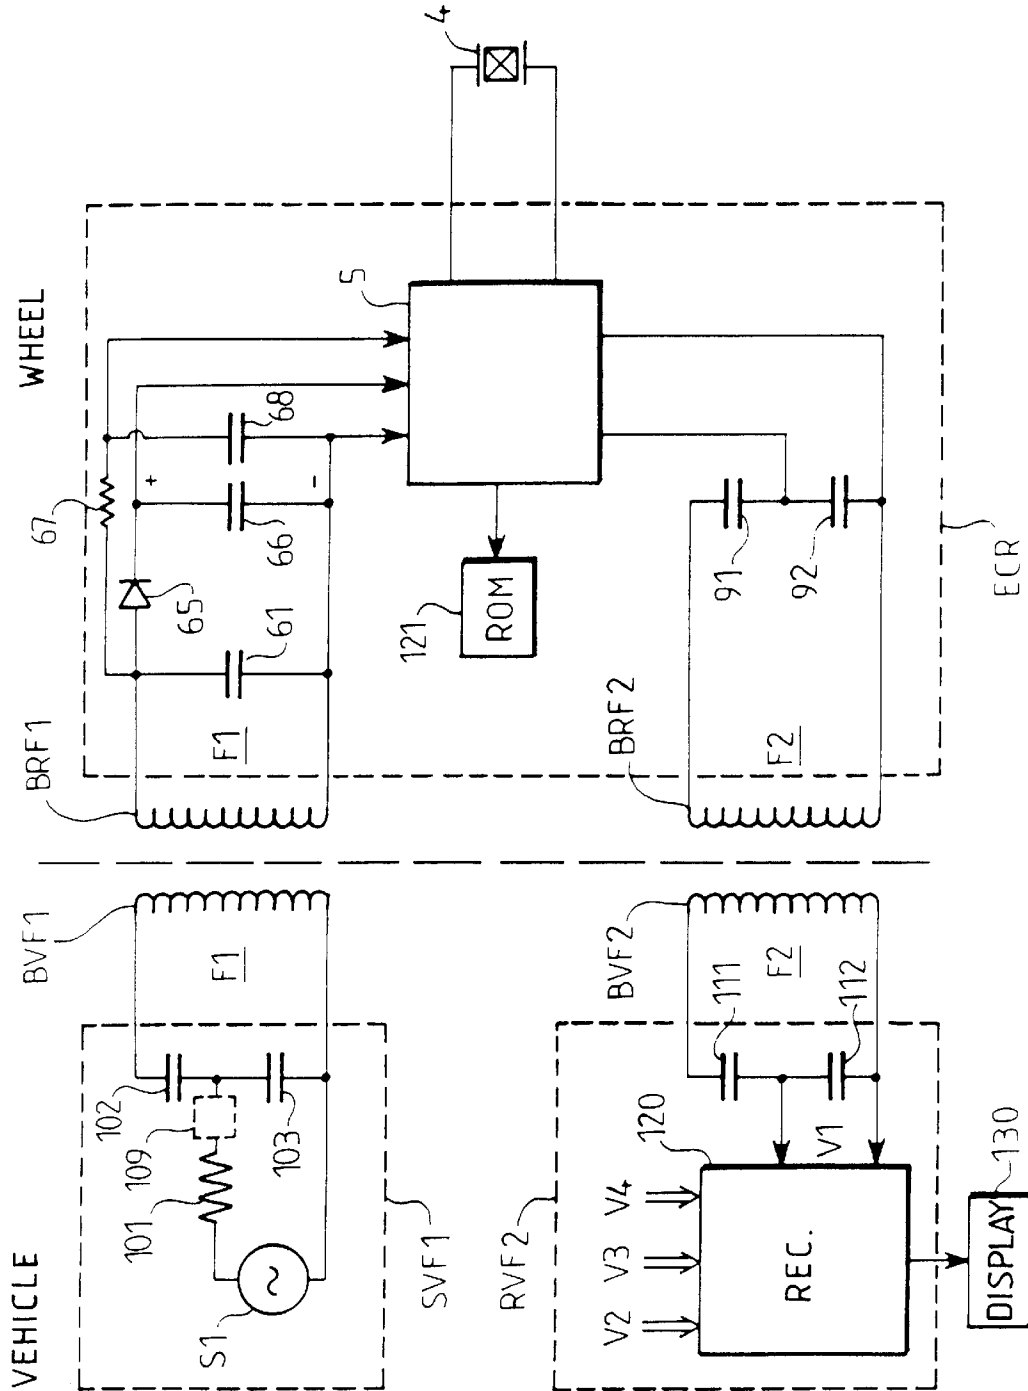 VEHICLE
WHEEL
S1
101
109
102
103
SVF1
BVF1
F1
BRF1
F1
61
65
67
+
-
66
68
5
4
121
ROM
RVF2
V2
V3
V4
120
REC.
V1
111
112
BVF2
F2
BRF2
F2
91
92
ECR
DISPLAY
130